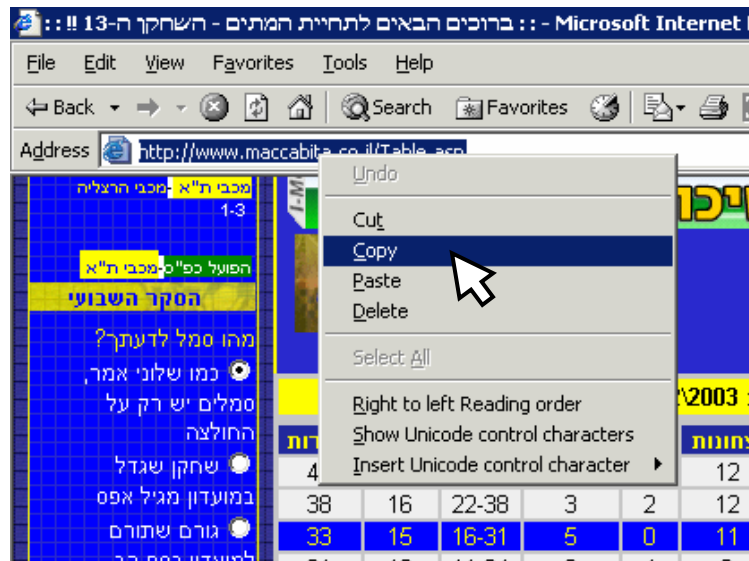 ברוכים הבאים לתחיית המתים - השחקן ה-13 !! : : - Microsoft Internet
File Edit View Favorites Tools Help
Back Search Favorites
Address http://www.maccabita.co.il/Table.asp
Undo
Cut
Copy
Paste
Delete
Select All
Right to left Reading order
Show Unicode control characters
Insert Unicode control character
מכבי ת"א - מכבי הרצליה
1-3
הפועל כפ"ס - מכבי ת"א
הסקר השבועי
מהו סמל לדעתך?
כמו שלוני אמר,
סמלים יש רק על
החולצה
שחקן שגדל
במועדון מגיל אפס
גורם שתורם
2003\
4 12
38 16 22-38 3 2 12
33 15 16-31 5 0 11